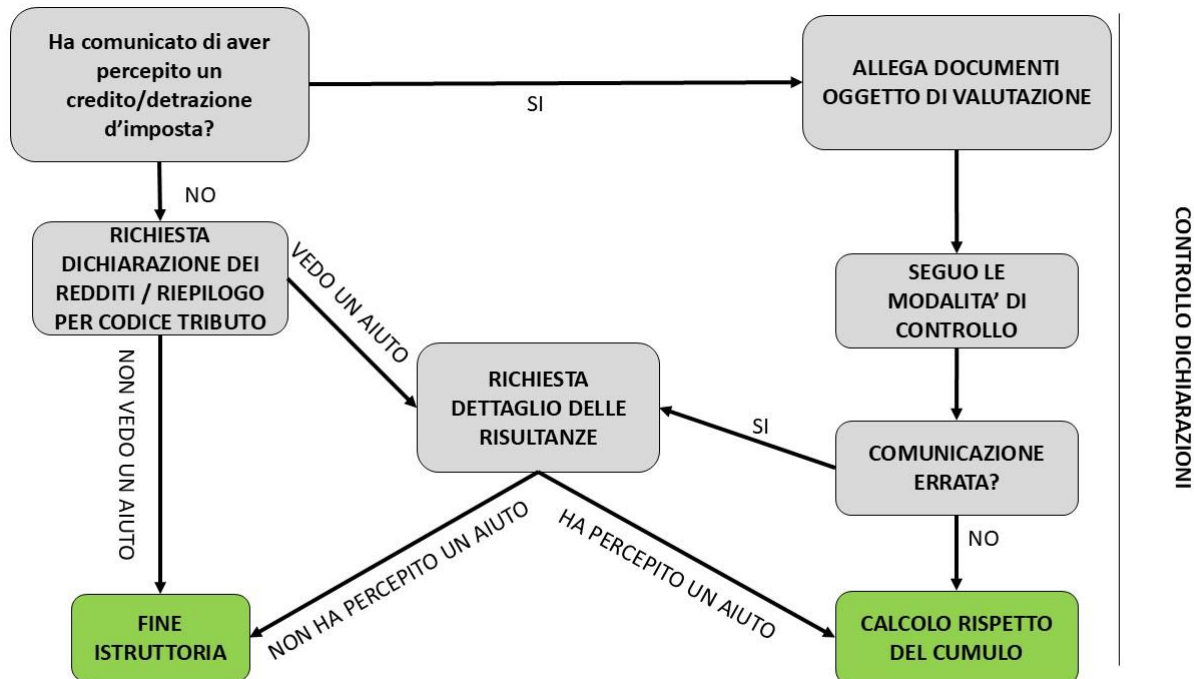 Ha comunicato di aver
percepito un
credito/detrazione
d'imposta?
SI
ALLEGA DOCUMENTI
OGGETTO DI VALUTAZIONE
NO
RICHIESTA
DICHIARAZIONE DEI
REDDITI / RIEPILOGO
PER CODICE TRIBUTO
VEDO UN AIUTO
SEGUO LE
MODALITA' DI
CONTROLLO
NON VEDO UN AIUTO
RICHIESTA
DETTAGLIO DELLE
RISULTANZE
SI
COMUNICAZIONE
ERRATA?
NON HA PERCEPITO UN AIUTO
HA PERCEPITO UN AIUTO
NO
FINE
ISTRUTTORIA
CALCOLO RISPETTO
DEL CUMULO
CONTROLLO DICHIARAZIONI